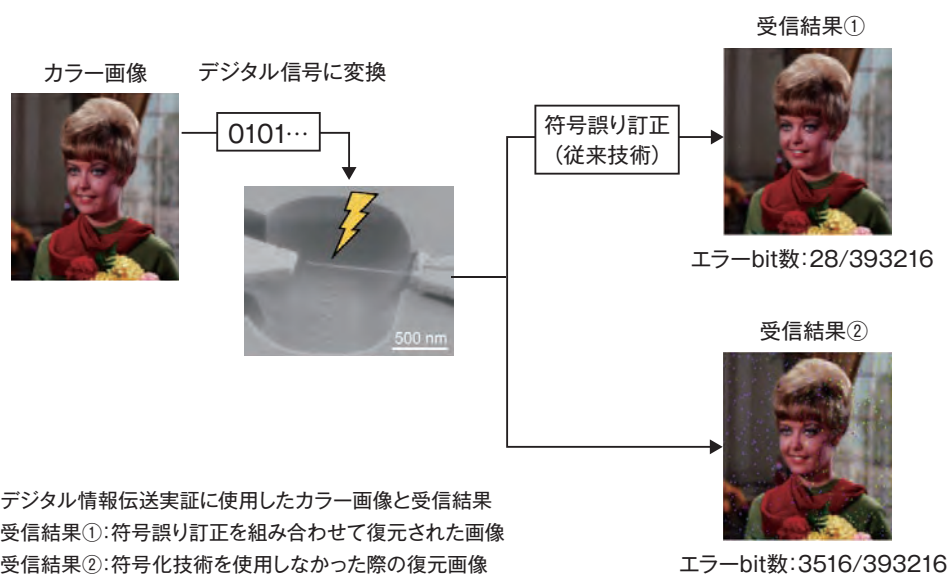 受信結果①
カラー画像
デジタル信号に変換
0101…
符号誤り訂正
(従来技術)
エラーbit数:28/393216
500 nm
受信結果②
エラーbit数:3516/393216
デジタル情報伝送実証に使用したカラー画像と受信結果
受信結果①:符号誤り訂正を組み合わせて復元された画像
受信結果②:符号化技術を使用しなかった際の復元画像